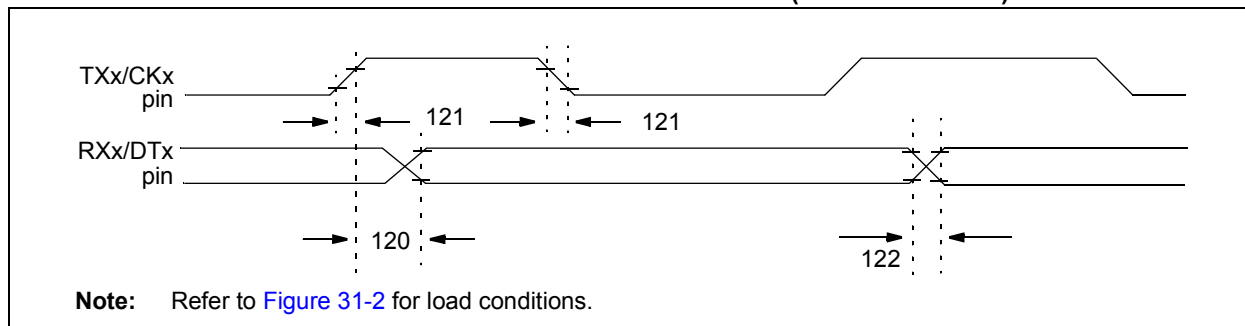 TXx/CKx
pin
121
121
RXx/DTx
pin
120
122
Note: Refer to Figure 31-2 for load conditions.